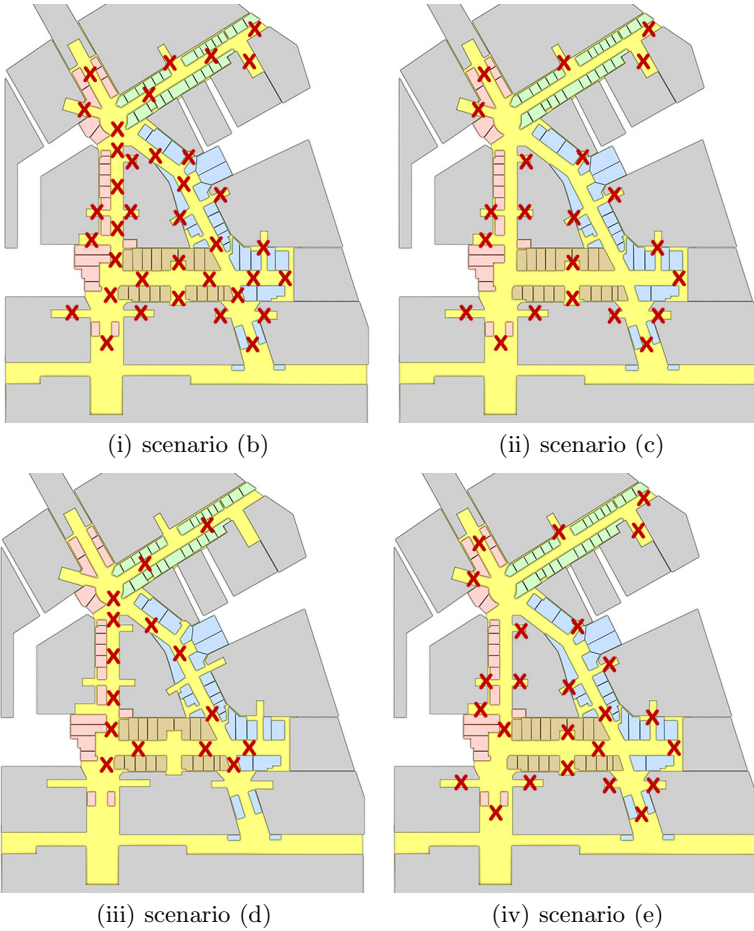 (i) scenario (b)
(ii) scenario (c)
(iii) scenario (d)
(iv) scenario (e)